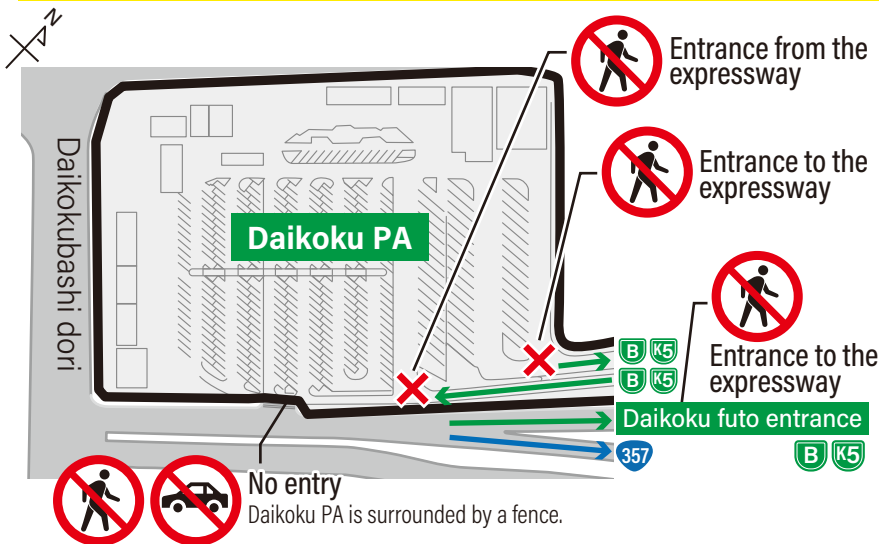 N
Entrance from the
expressway
Entrance to the
expressway
Daikokubashi dori
Daikoku PA
B K5
B K5
Entrance to the
expressway
Daikoku futo entrance
357
B K5
No entry
Daikoku PA is surrounded by a fence.